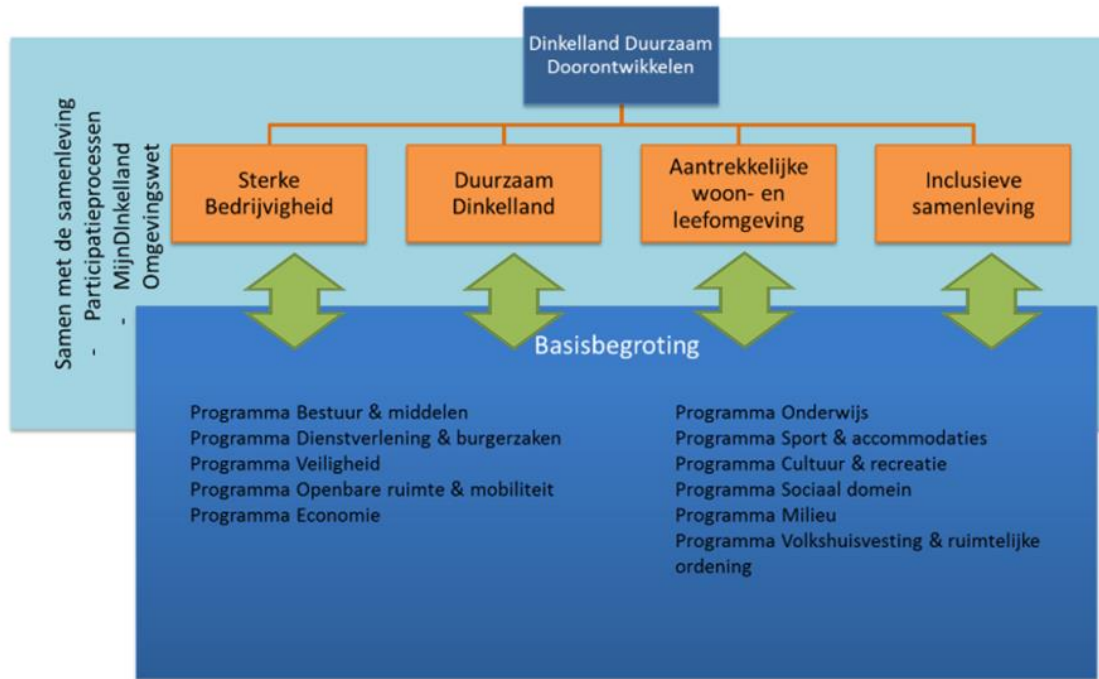 Dinkelland Duurzaam
Doorontwikkelen
Samen met de samenleving
- Participatieprocessen
- MijnDInkelland
Omgevingswet
Sterke
Bedrijvigheid
Duurzaam
Dinkelland
Aantrekkelijke
woon- en
leefomgeving
Inclusieve
samenleving
Basisbegroting
Programma Bestuur & middelen
Programma Dienstverlening & burgerzaken
Programma Veiligheid
Programma Openbare ruimte & mobiliteit
Programma Economie
Programma Onderwijs
Programma Sport & accommodaties
Programma Cultuur & recreatie
Programma Sociaal domein
Programma Milieu
Programma Volkshuisvesting & ruimtelijke
ordening